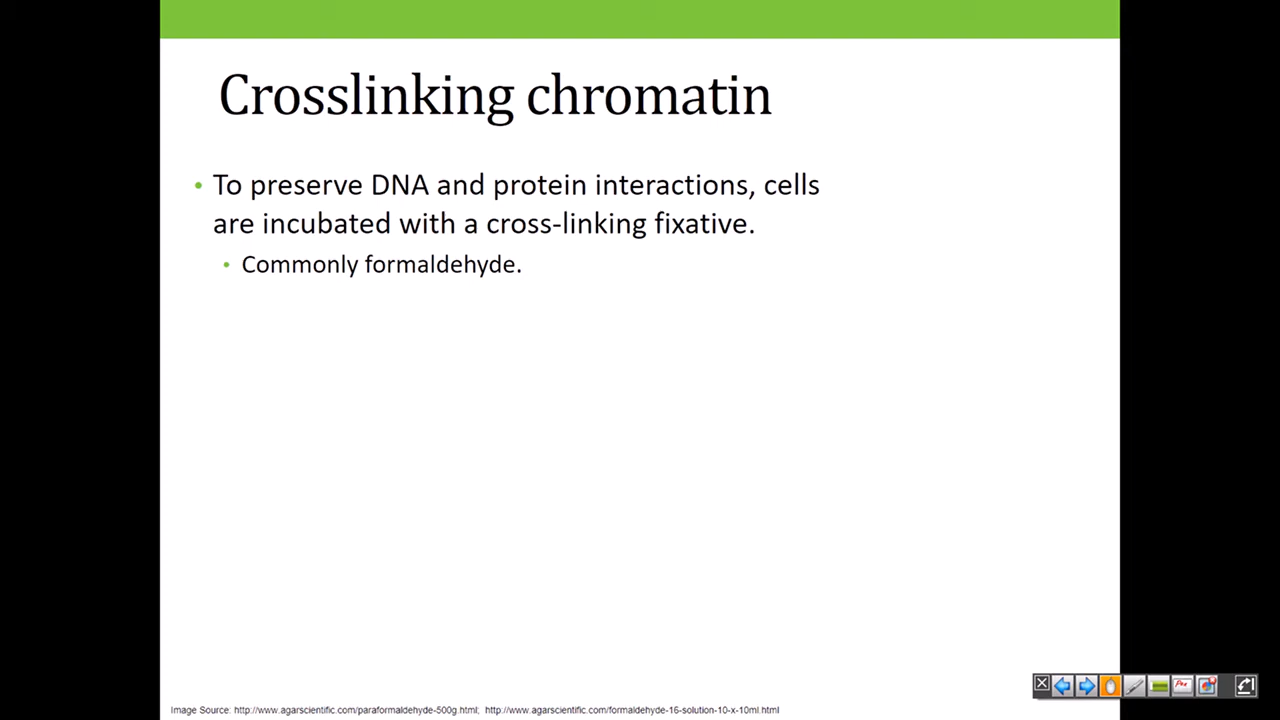 Crosslinking chromatin
• To preserve DNA and protein interactions, cells
are incubated with a cross-linking fixative.
• Commonly formaldehyde.
Image Source: http://www.agarscientific.com/paraformaldehyde-500g.html; http://www.agarscientific.com/formaldehyde-16-solution-10-x-10ml.html